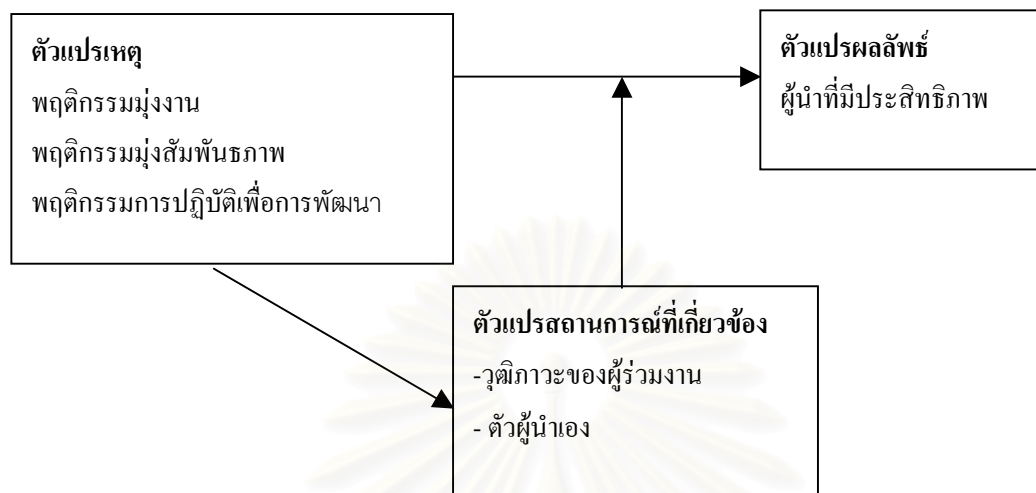 ตัวแปรเหตุ
พฤติกรรมมุ่งงาน
พฤติกรรมมุ่งสัมพันธภาพ
พฤติกรรมการปฏิบัติเพื่อการพัฒนา
ตัวแปรผลลัพธ์
ผู้นำที่มีประสิทธิภาพ
ตัวแปรสถานการณ์ที่เกี่ยวข้อง
-วุฒิภาวะของผู้ร่วมงาน
- ตัวผู้นำเอง